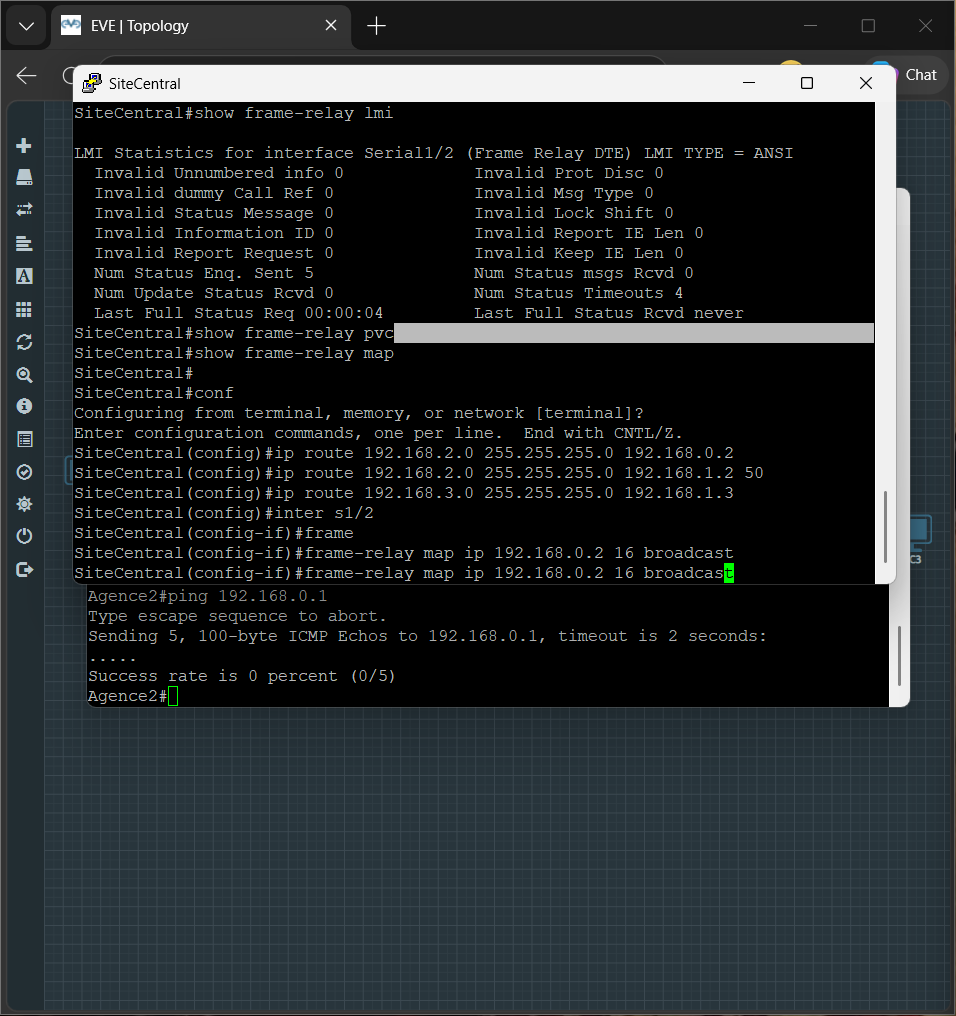 EVE | Topology
Chat
SiteCentral
SiteCentral#show frame-relay lmi
LMI Statistics for interface Serial1/2 (Frame Relay DTE) LMI TYPE = ANSI
Invalid Unnumbered info 0 Invalid Prot Disc 0
Invalid dummy Call Ref 0 Invalid Msg Type 0
Invalid Status Message 0 Invalid Lock Shift 0
Invalid Information ID 0 Invalid Report IE Len 0
Invalid Report Request 0 Invalid Keep IE Len 0
Num Status Enq. Sent 5 Num Status msgs Rcvd 0
Num Update Status Rcvd 0 Num Status Timeouts 4
Last Full Status Req 00:00:04 Last Full Status Rcvd never
SiteCentral#show frame-relay pvc
SiteCentral#show frame-relay map
SiteCentral#
SiteCentral#conf
Configuring from terminal, memory, or network [terminal]?
Enter configuration commands, one per line.  End with CNTL/Z.
SiteCentral(config)#ip route 192.168.2.0 255.255.255.0 192.168.0.2
SiteCentral(config)#ip route 192.168.2.0 255.255.255.0 192.168.1.2 50
SiteCentral(config)#ip route 192.168.3.0 255.255.255.0 192.168.1.3
SiteCentral(config)#inter s1/2
SiteCentral(config-if)#frame
SiteCentral(config-if)#frame-relay map ip 192.168.0.2 16 broadcast
SiteCentral(config-if)#frame-relay map ip 192.168.0.2 16 broadcast
C3
Agence2#ping 192.168.0.1
Type escape sequence to abort.
Sending 5, 100-byte ICMP Echos to 192.168.0.1, timeout is 2 seconds:
.....
Success rate is 0 percent (0/5)
Agence2#